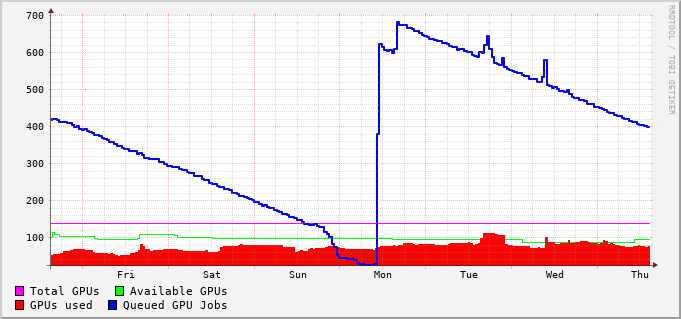 700
600
500
400
300
200
100
Fri Sat Sun Mon Tue Wed Thu
Total GPUs Available GPUs
GPUs used Queued GPU Jobs
RRDTOOL / TOBI OETIKER